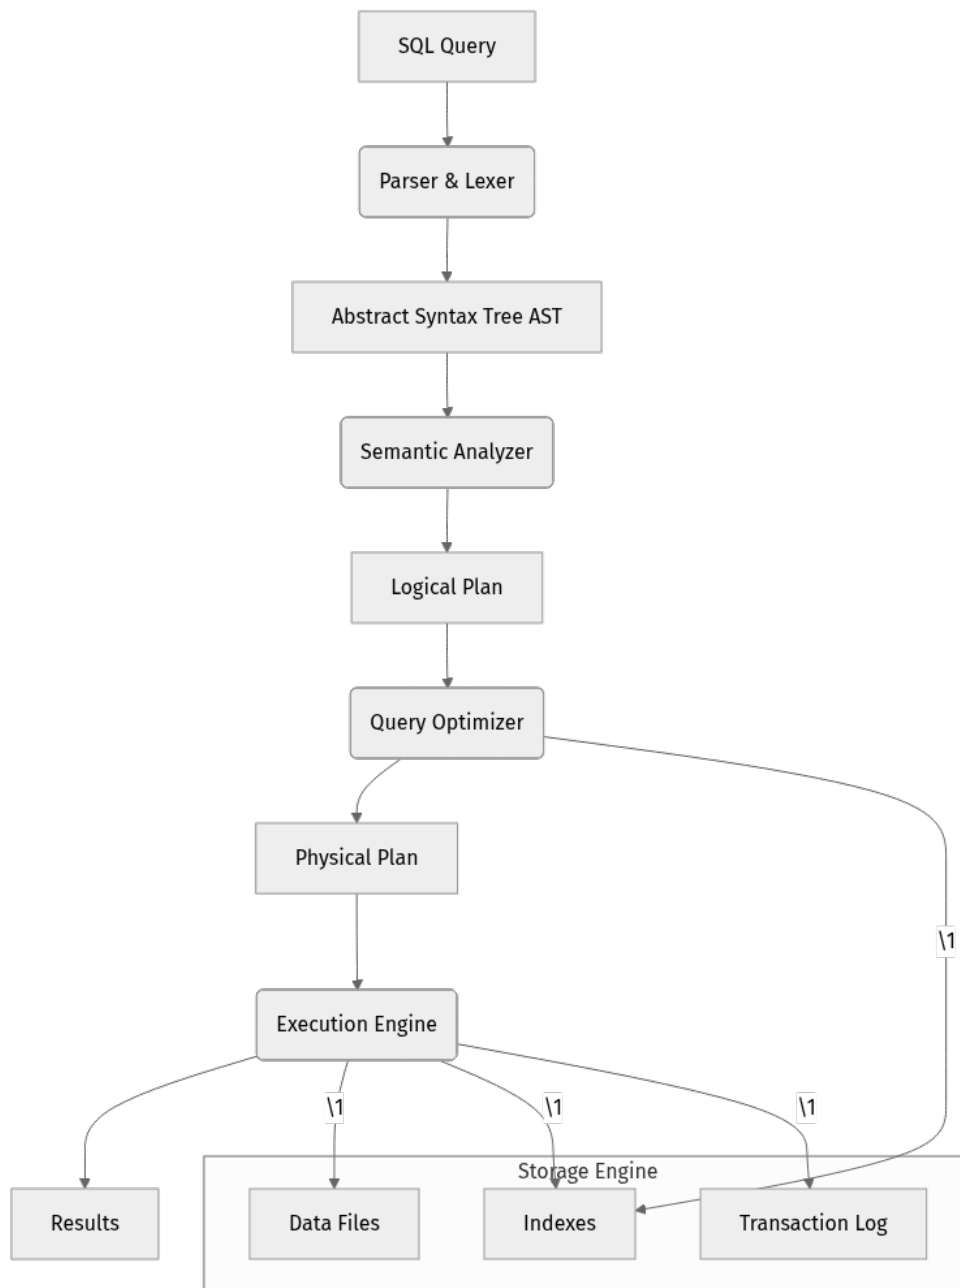 SQL Query
Parser & Lexer
Abstract Syntax Tree AST
Semantic Analyzer
Logical Plan
Query Optimizer
Physical Plan
\1
Execution Engine
\1
\1
\1
Storage Engine
Results
Data Files
Indexes
Transaction Log